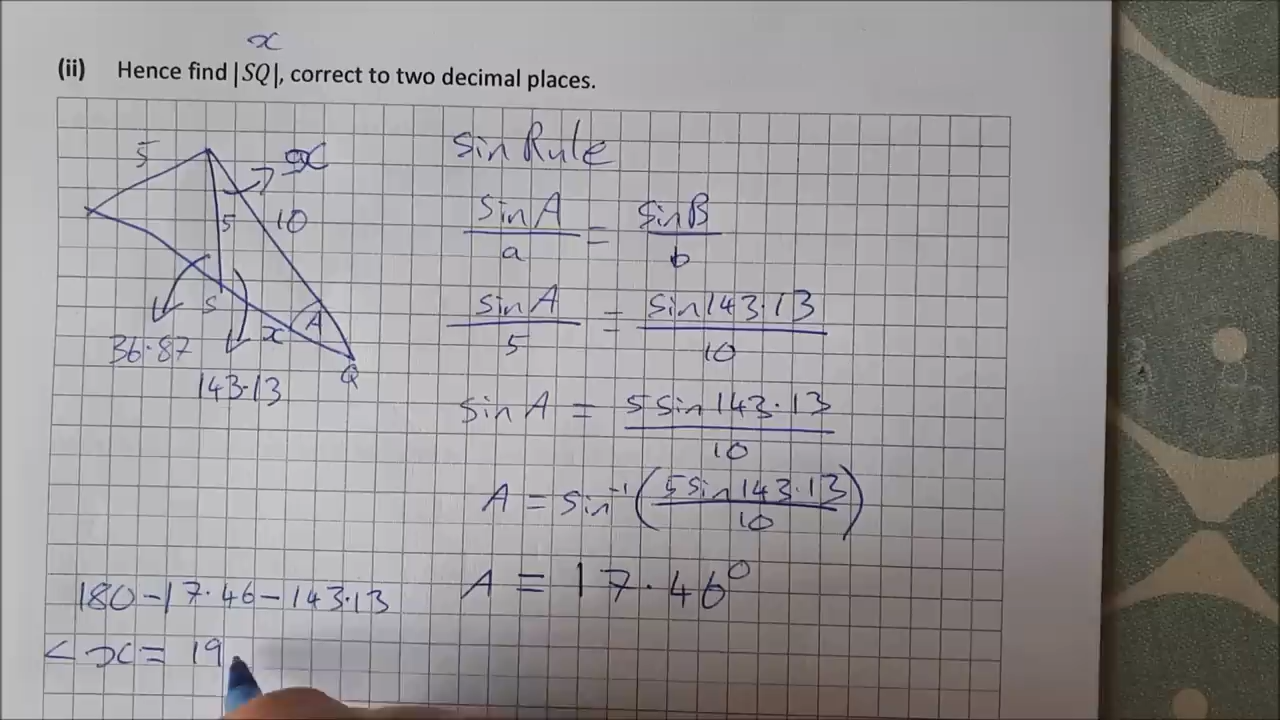 x
(ii) Hence find |SQ|, correct to two decimal places.
5
x
5
10
S
x
A
Q
36.87
143.13
180-17.46-143.13
<x= 19
Sin Rule
sin A / a = sin B / b
sin A / 5 = sin 143.13 / 10
sin A = 5 sin 143.13 / 10
A = sin⁻¹(5 sin 143.13 / 10)
A = 17.46°